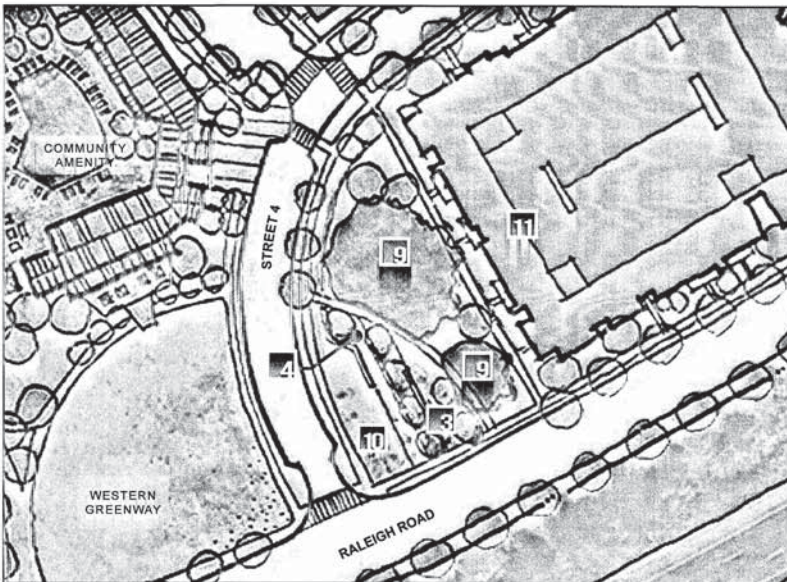 COMMUNITY
AMENITY
STREET 4
11
9
4
9
3
10
WESTERN
GREENWAY
RALEIGH ROAD